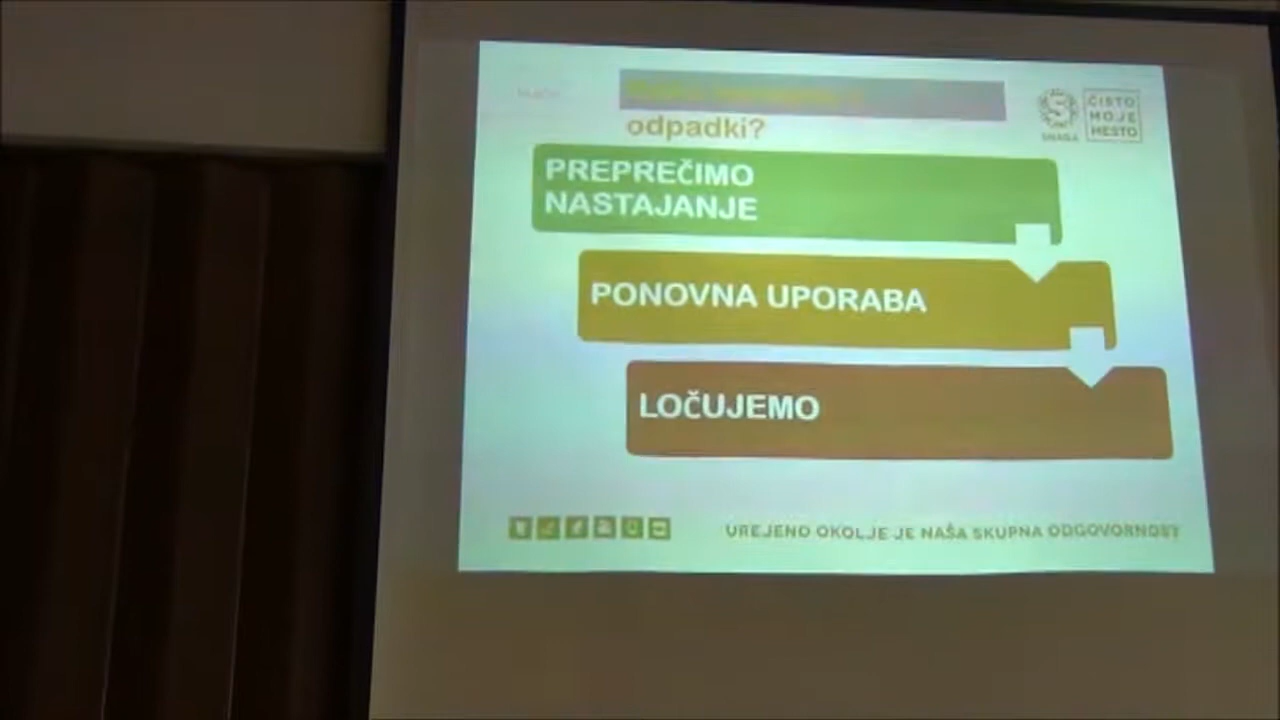 odpadki?
SNAGA
ČISTO
MOJE
MESTO
PREPREČIMO
NASTAJANJE
PONOVNA UPORABA
LOČUJEMO
UREJENO OKOLJE JE NAŠA SKUPNA ODGOVORNOST